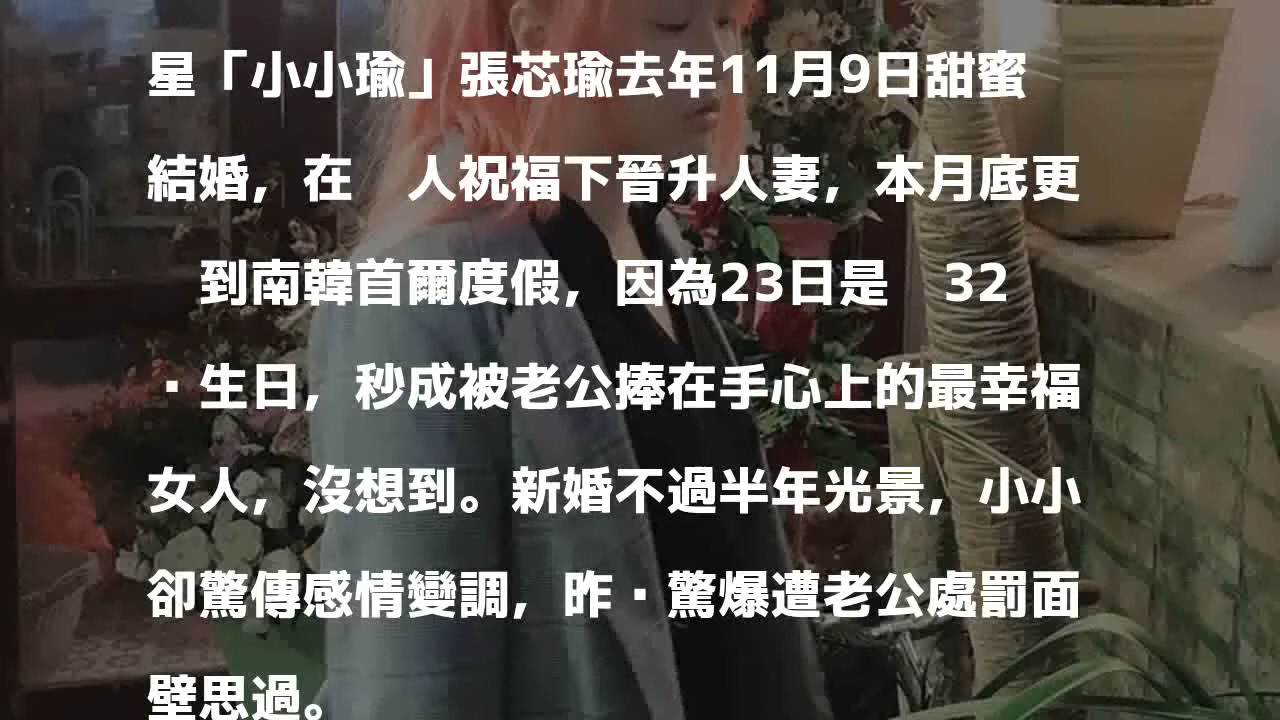 星「小小瑜」張芯瑜去年11月9日甜蜜
結婚，在　人祝福下晉升人妻，本月底更
到南韓首爾度假，因為23日是　32
·生日，秒成被老公捧在手心上的最幸福
女人，沒想到。新婚不過半年光景，小小
卻驚傳感情變調，昨·驚爆遭老公處罰面
壁思過。